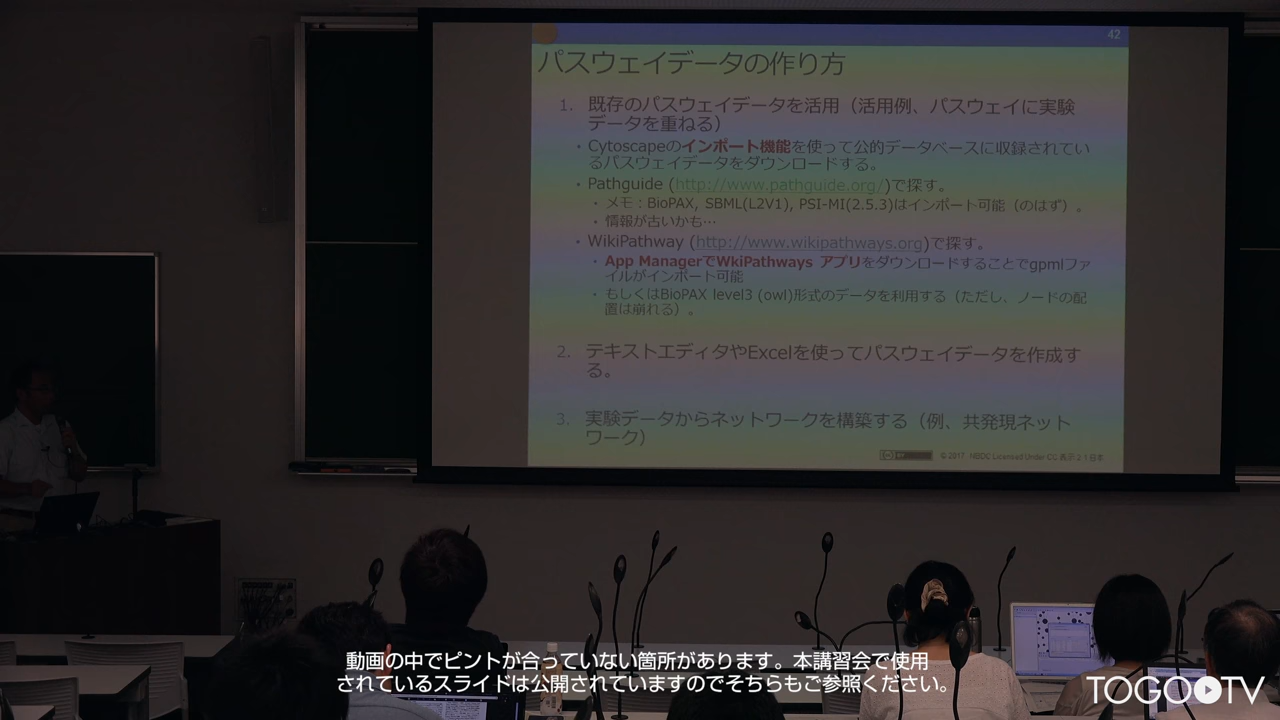 42
パスウェイデータの作り方
1. 既存のパスウェイデータを活用（活用例、パスウェイに実験
データを重ねる）
・Cytoscapeのインポート機能を使って公的データベースに収録されてい
るパスウェイデータをダウンロードする。
・Pathguide (http://www.pathguide.org/)で探す。
・メモ：BioPAX, SBML(L2V1), PSI-MI(2.5.3)はインポート可能（のはず）。
・情報が古いかも…
・WikiPathway (http://www.wikipathways.org)で探す。
・App ManagerでWkiPathways アプリをダウンロードすることでgpmlファ
イルがインポート可能
・もしくはBioPAX level3 (owl)形式のデータを利用する（ただし、ノードの配
置は崩れる）。
2. テキストエディタやExcelを使ってパスウェイデータを作成す
る。
3. 実験データからネットワークを構築する（例、共発現ネット
ワーク）
© 2017 NBDC Licensed Under CC 表示 2.1 日本
動画の中でピントが合っていない箇所があります。本講習会で使用
されているスライドは公開されていますのでそちらもご参照ください。
TOGO TV